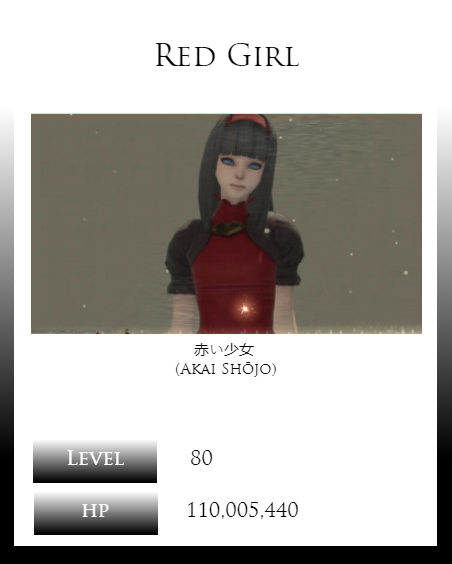 Red Girl
赤い少女
(Akai Shōjo)
Level 80
HP 110,005,440